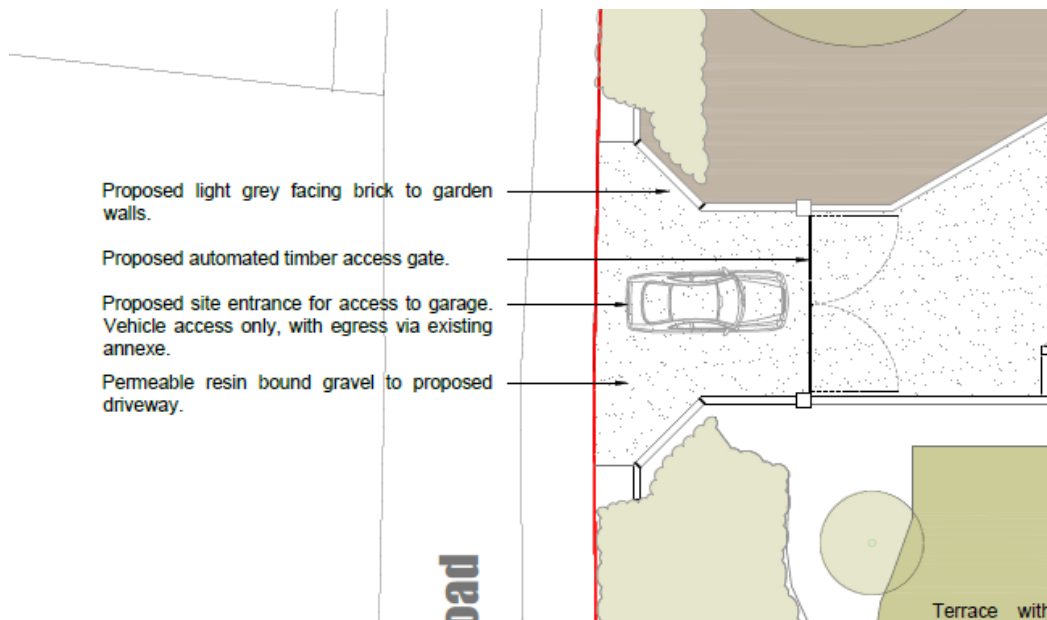 Proposed light grey facing brick to garden
walls.
Proposed automated timber access gate.
Proposed site entrance for access to garage.
Vehicle access only, with egress via existing
annexe.
Permeable resin bound gravel to proposed
driveway.
oad
Terrace with